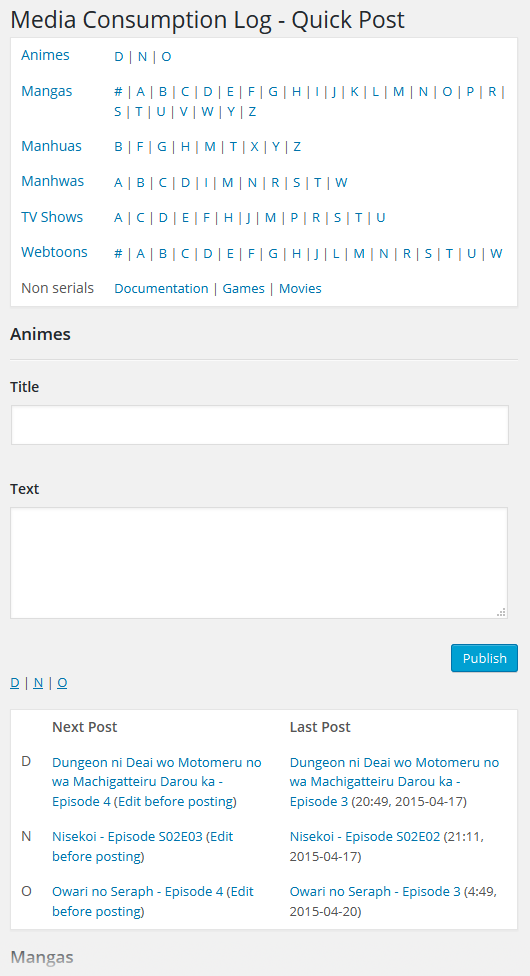 Media Consumption Log - Quick Post
Animes D | N | O
Mangas # | A | B | C | D | E | F | G | H | I | J | K | L | M | N | O | P | R |
S | T | U | V | W | Y | Z
Manhuas B | F | G | H | M | T | X | Y | Z
Manhwas A | B | C | D | I | M | N | R | S | T | W
TV Shows A | C | D | E | F | H | J | M | P | R | S | T | U
Webtoons # | A | B | C | D | E | F | G | H | J | L | M | N | R | S | T | U | W
Non serials Documentation | Games | Movies
Animes
Title
Text
Publish
D | N | O
Next Post Last Post
D Dungeon ni Deai wo Motomeru no Dungeon ni Deai wo Motomeru no
wa Machigatteiru Darou ka - wa Machigatteiru Darou ka -
Episode 4 (Edit before posting) Episode 3 (20:49, 2015-04-17)
N Nisekoi - Episode S02E03 (Edit Nisekoi - Episode S02E02 (21:11,
before posting) 2015-04-17)
O Owari no Seraph - Episode 4 (Edit Owari no Seraph - Episode 3 (4:49,
before posting) 2015-04-20)
Mangas